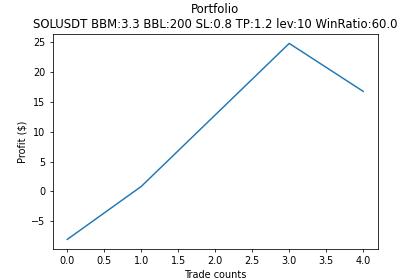 Portfolio
SOLUSDT BBM:3.3 BBL:200 SL:0.8 TP:1.2 lev:10 WinRatio:60.0
25
20
15
10
5
0
−5
Profit ($)
0.0 0.5 1.0 1.5 2.0 2.5 3.0 3.5 4.0
Trade counts